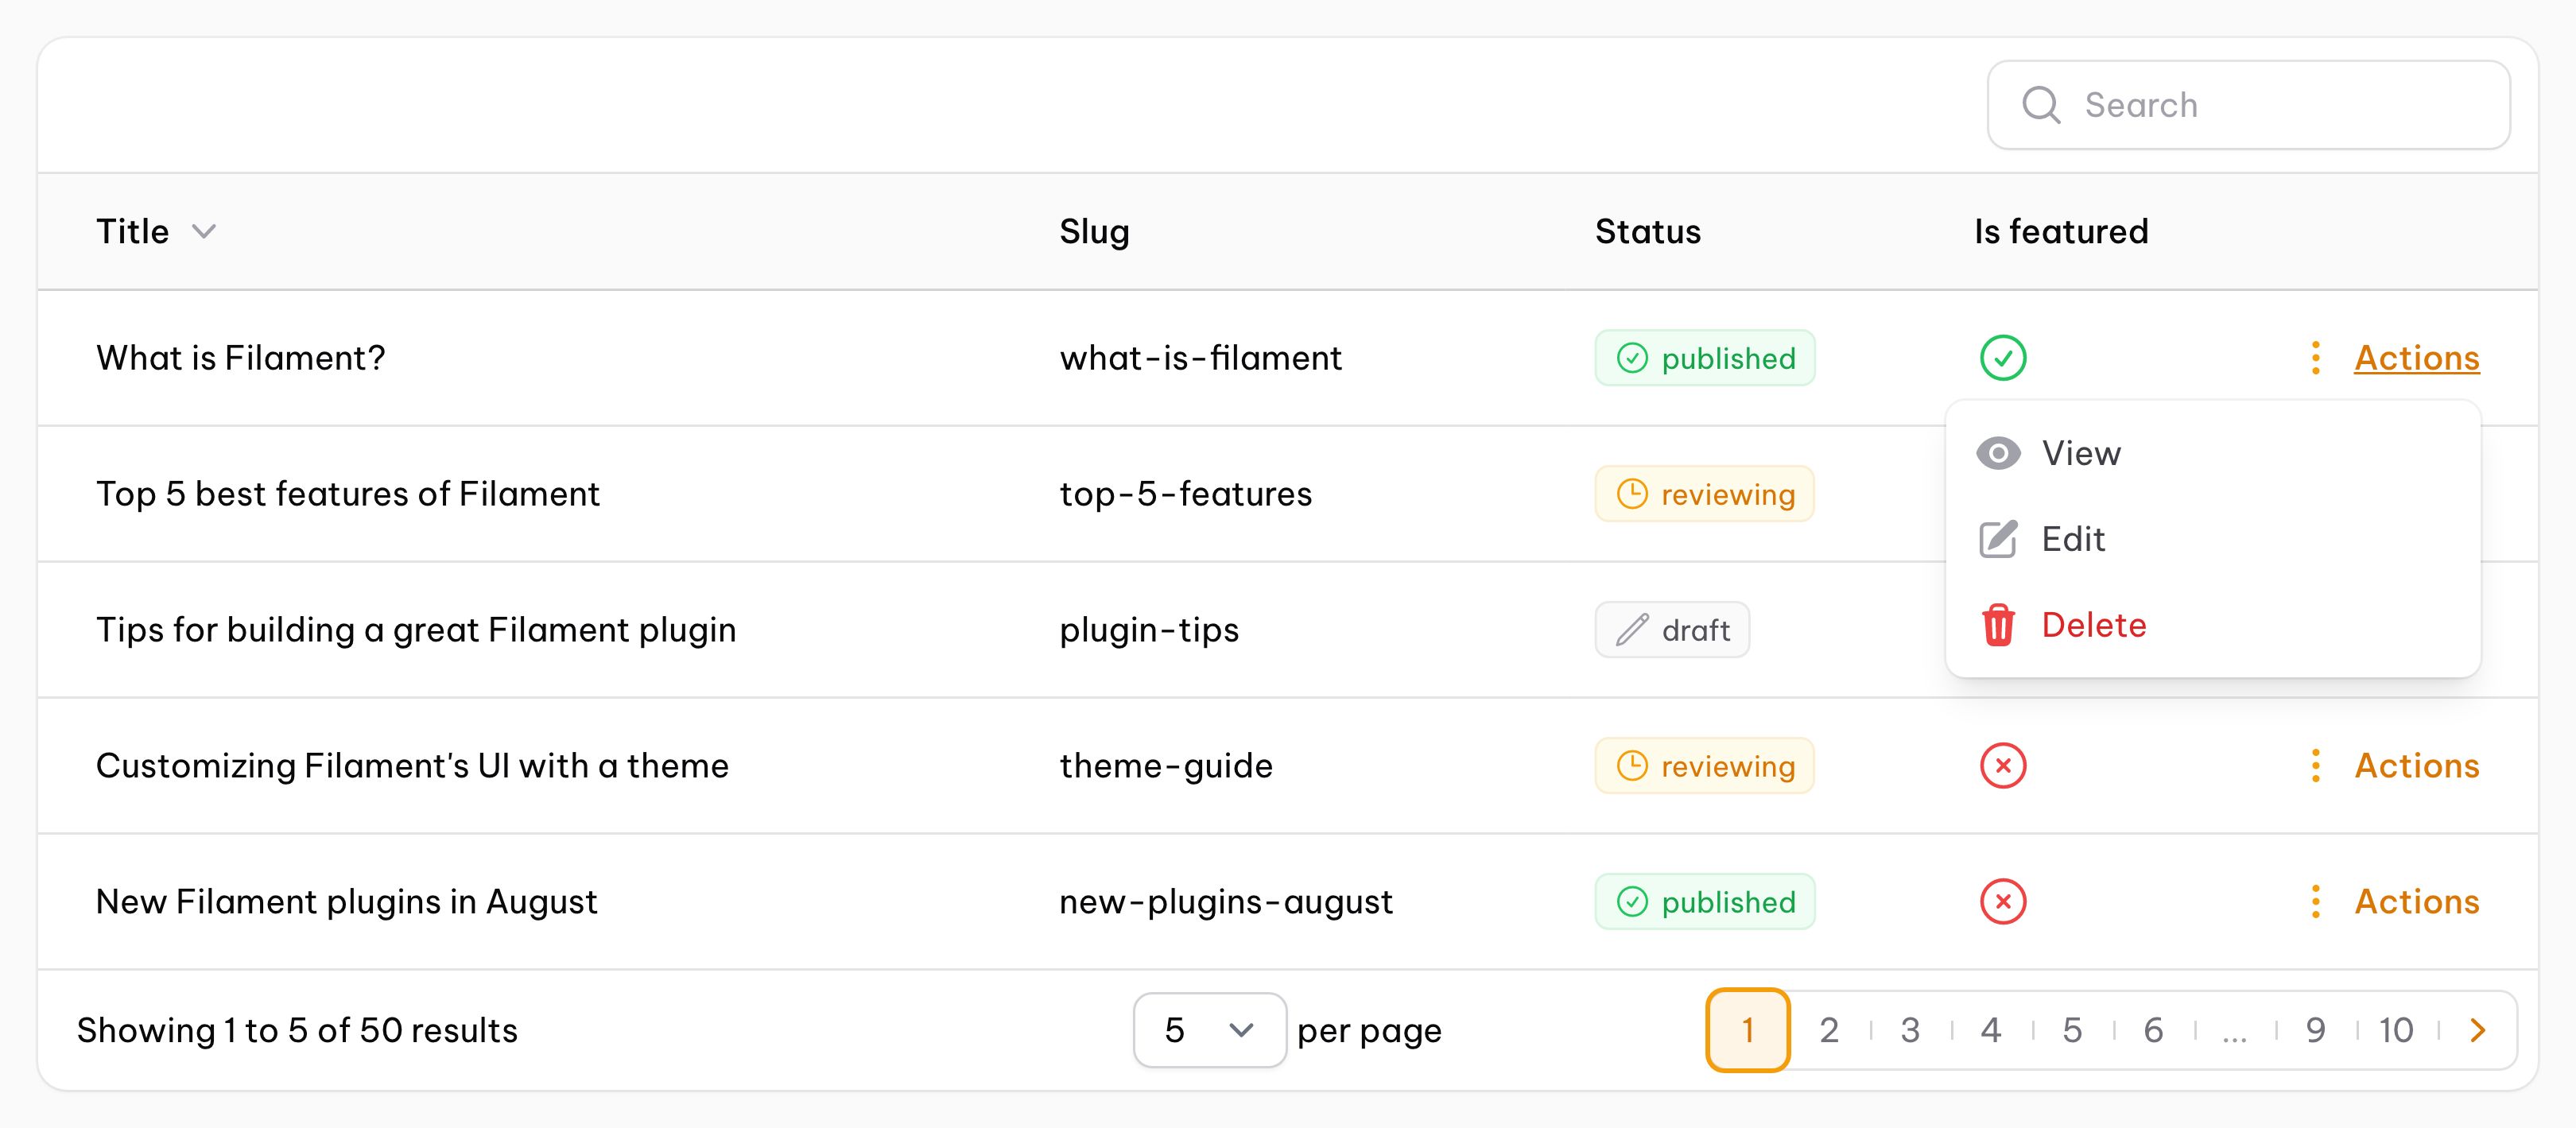 Search
Title Slug Status Is featured
What is Filament? what-is-filament published Actions
View
Top 5 best features of Filament top-5-features reviewing
Edit
Tips for building a great Filament plugin plugin-tips draft
Delete
Customizing Filament's UI with a theme theme-guide reviewing Actions
New Filament plugins in August new-plugins-august published Actions
Showing 1 to 5 of 50 results 5 per page 1 2 3 4 5 6 ... 9 10